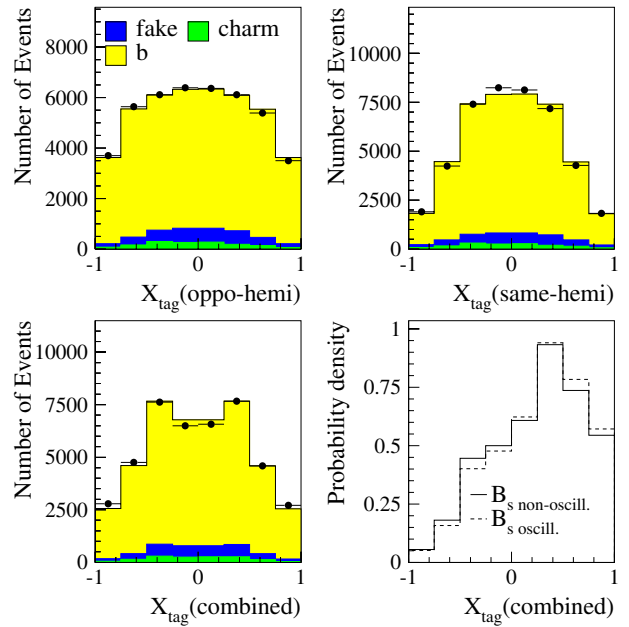 fake
charm
b
Number of Events
8000
6000
4000
2000
0
-1
0
1
X_tag(oppo-hemi)
Number of Events
10000
7500
5000
2500
0
-1
0
1
X_tag(same-hemi)
Number of Events
10000
7500
5000
2500
0
-1
0
1
X_tag(combined)
Probability density
1
0.75
0.5
0.25
0
B_s non-oscill.
B_s oscill.
-1
0
1
X_tag(combined)